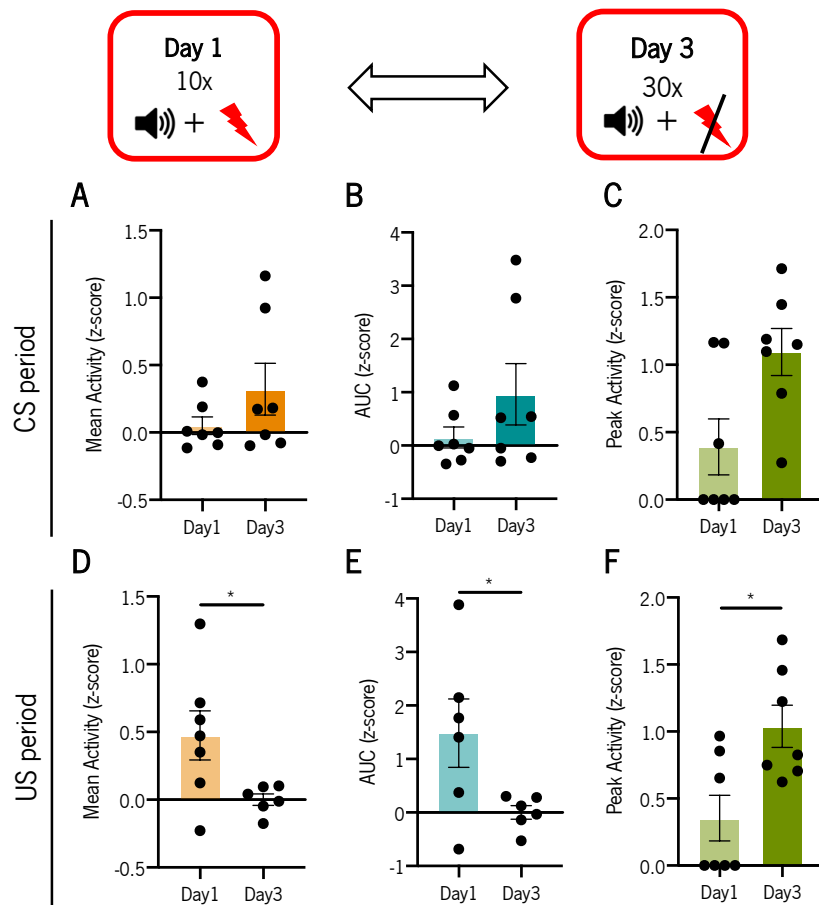 Day 1
10x
+
Day 3
30x
+
CS period
A
Mean Activity (z-score)
1.5
1.0
0.5
0.0
-0.5
Day1
Day3
B
AUC (z-score)
4
3
2
1
0
-1
Day1
Day3
C
Peak Activity (z-score)
2.0
1.5
1.0
0.5
0.0
Day1
Day3
US period
D
Mean Activity (z-score)
1.5
1.0
0.5
0.0
-0.5
*
Day1
Day3
E
AUC (z-score)
4
3
2
1
0
-1
*
Day1
Day3
F
Peak Activity (z-score)
2.0
1.5
1.0
0.5
0.0
*
Day1
Day3